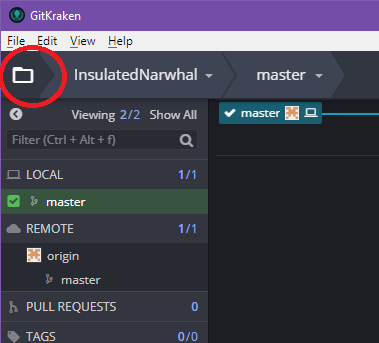 GitKraken
File Edit View Help
InsulatedNarwhal master
Viewing 2/2 Show All
master
Filter (Ctrl + Alt + f)
LOCAL 1/1
master
REMOTE 1/1
origin
master
PULL REQUESTS 0
TAGS 0/0